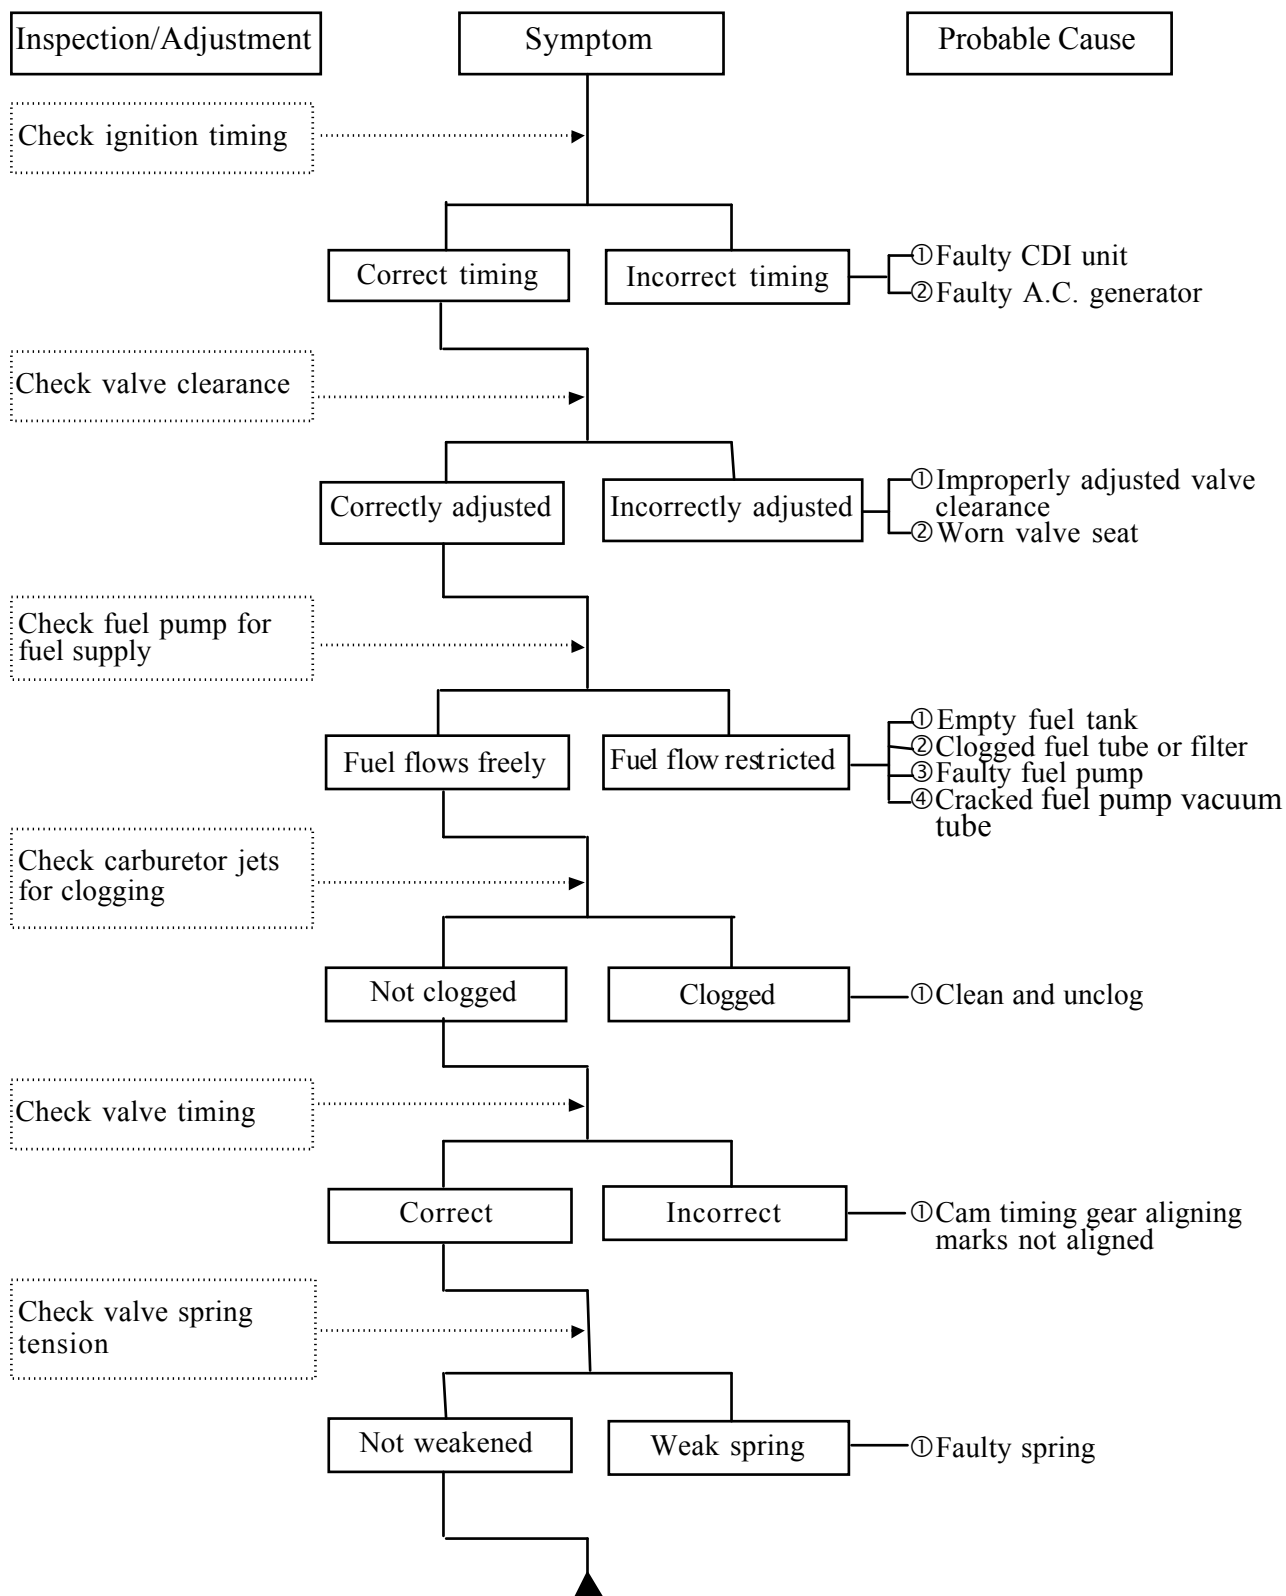 Inspection/Adjustment
Symptom
Probable Cause
Check ignition timing
Correct timing
Incorrect timing
①Faulty CDI unit
②Faulty A.C. generator
Check valve clearance
Correctly adjusted
Incorrectly adjusted
①Improperly adjusted valve
clearance
②Worn valve seat
Check fuel pump for
fuel supply
Fuel flows freely
Fuel flow restricted
①Empty fuel tank
②Clogged fuel tube or filter
③Faulty fuel pump
④Cracked fuel pump vacuum
tube
Check carburetor jets
for clogging
Not clogged
Clogged
①Clean and unclog
Check valve timing
Correct
Incorrect
①Cam timing gear aligning
marks not aligned
Check valve spring
tension
Not weakened
Weak spring
①Faulty spring